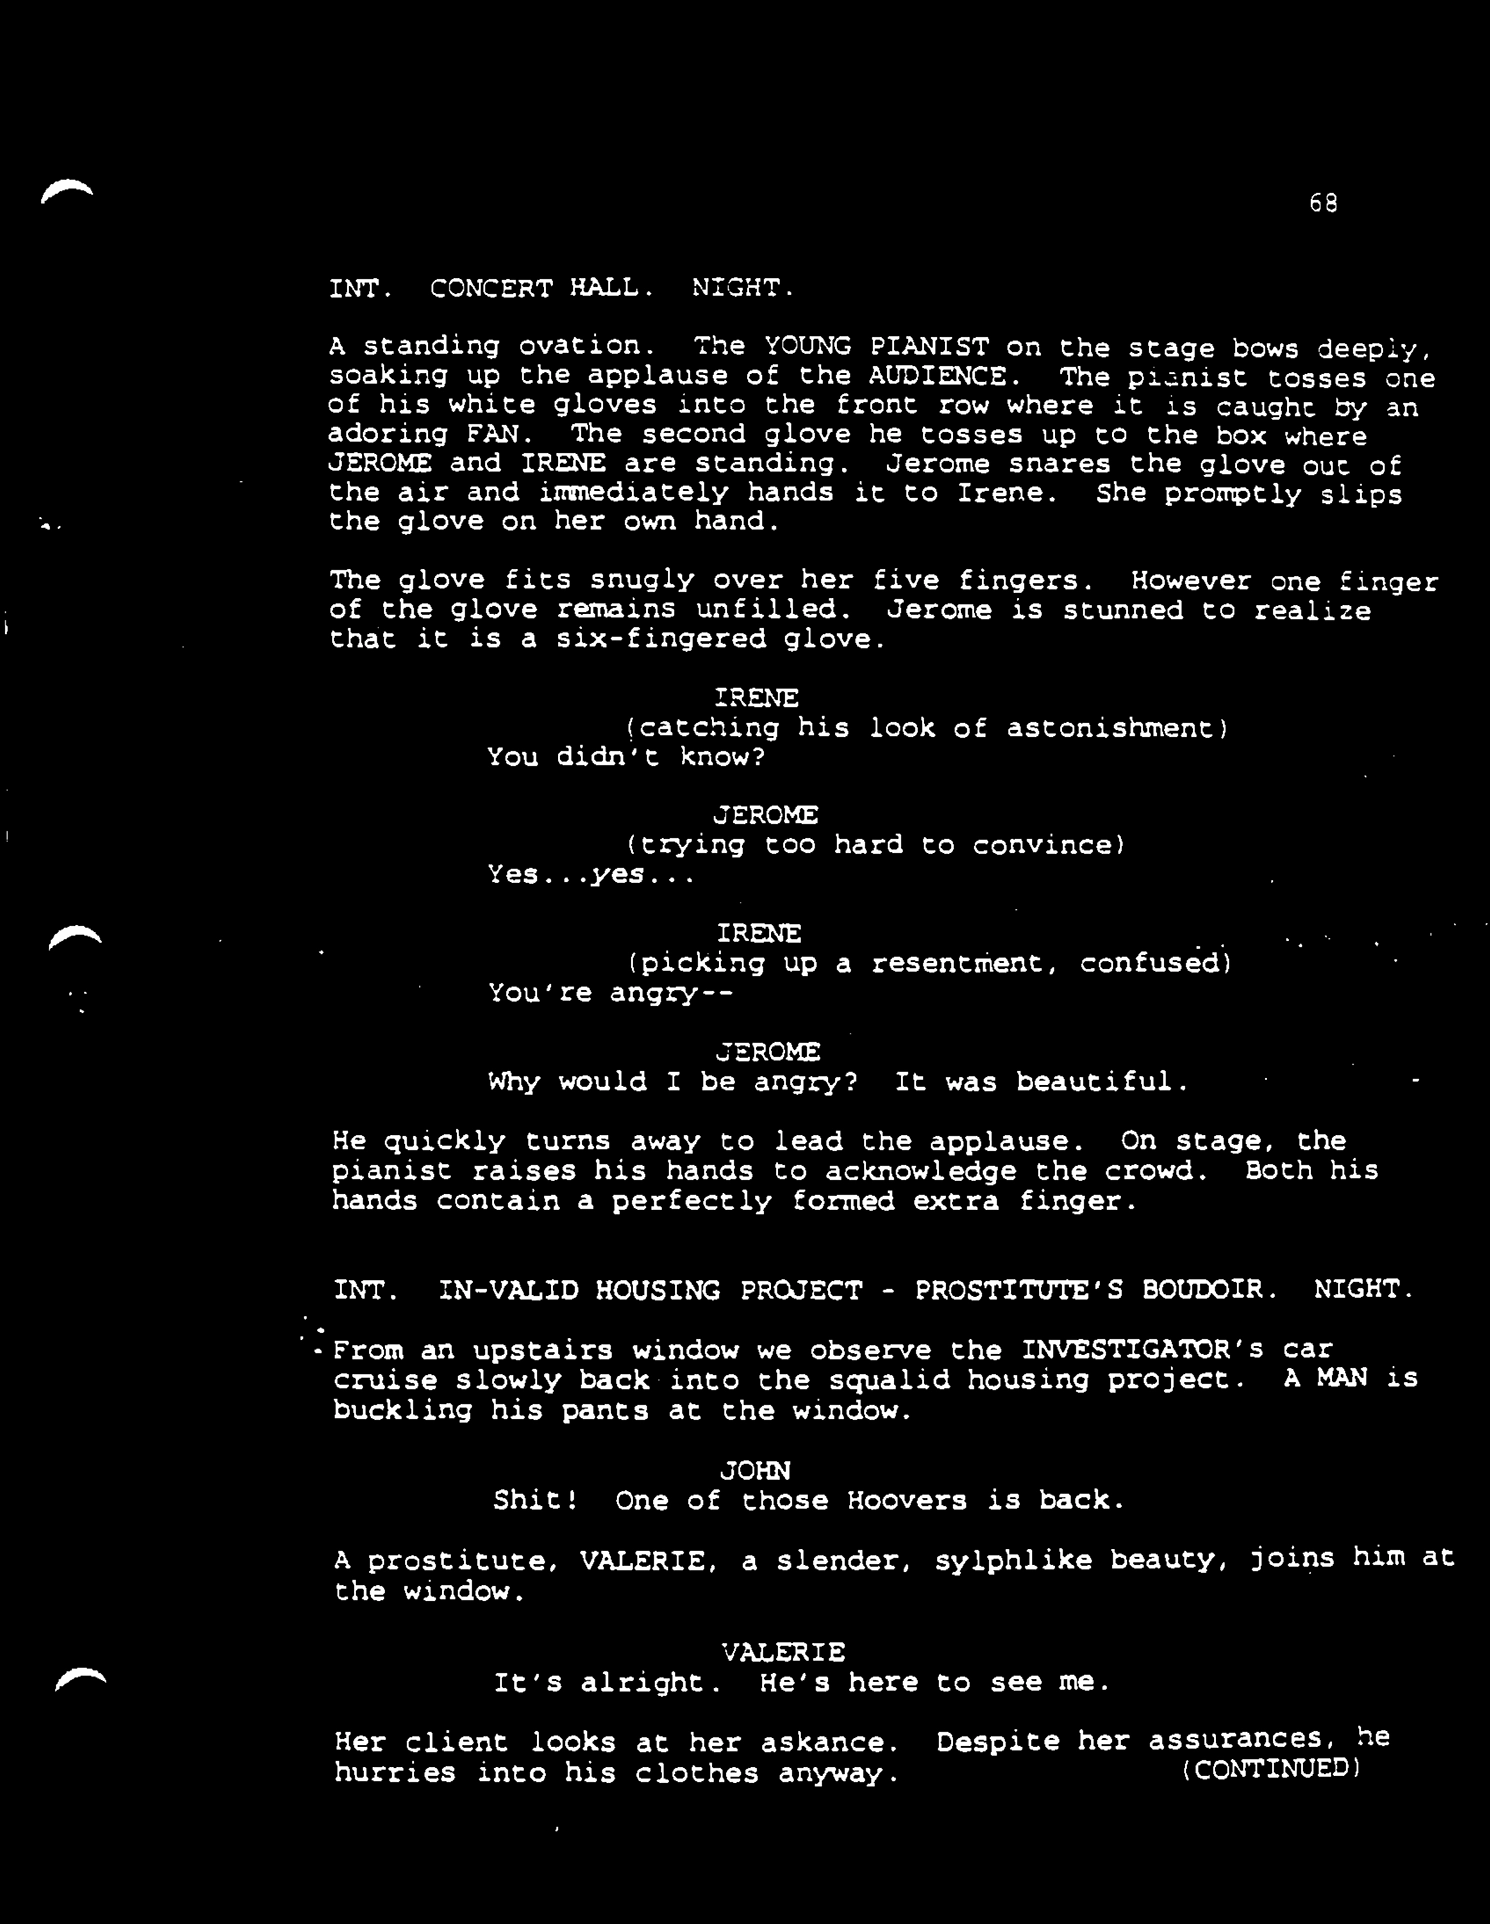 68
INT. CONCERT HALL. NIGHT.
A standing ovation. The YOUNG PIANIST on the stage bows deeply,
soaking up the applause of the AUDIENCE. The pianist tosses one
of his white gloves into the front row where it is caught by an
adoring FAN. The second glove he tosses up to the box where
JEROME and IRENE are standing. Jerome snares the glove out of
the air and immediately hands it to Irene. She promptly slips
the glove on her own hand.
The glove fits snugly over her five fingers. However one finger
of the glove remains unfilled. Jerome is stunned to realize
that it is a six-fingered glove.
IRENE
(catching his look of astonishment)
You didn't know?
JEROME
(trying too hard to convince)
Yes...yes...
IRENE
(picking up a resentment, confused)
You're angry--
JEROME
Why would I be angry? It was beautiful.
He quickly turns away to lead the applause. On stage, the
pianist raises his hands to acknowledge the crowd. Both his
hands contain a perfectly formed extra finger.
INT. IN-VALID HOUSING PROJECT - PROSTITUTE'S BOUDOIR. NIGHT.
From an upstairs window we observe the INVESTIGATOR's car
cruise slowly back into the squalid housing project. A MAN is
buckling his pants at the window.
JOHN
Shit! One of those Hoovers is back.
A prostitute, VALERIE, a slender, sylphlike beauty, joins him at
the window.
VALERIE
It's alright. He's here to see me.
Her client looks at her askance. Despite her assurances, he
hurries into his clothes anyway. (CONTINUED)